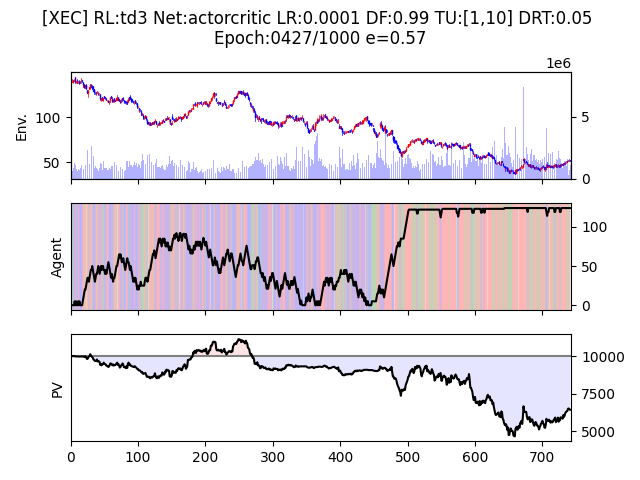 [XEC] RL:td3 Net:actorcritic LR:0.0001 DF:0.99 TU:[1,10] DRT:0.05
Epoch:0427/1000 e=0.57
1e6
Env.
100
50
5
0
Agent
100
50
0
PV
10000
7500
5000
0 100 200 300 400 500 600 700